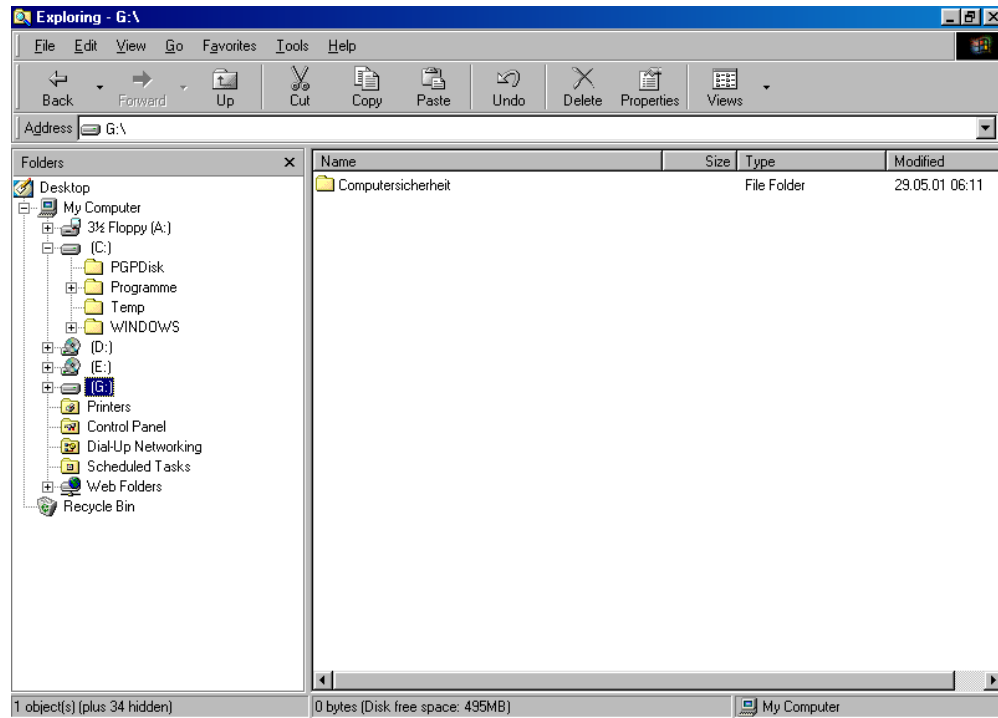 Exploring - G:\
File Edit View Go Favorites Tools Help
Back Forward Up Cut Copy Paste Undo Delete Properties Views
Address G:\
Folders
Desktop
My Computer
3½ Floppy (A:)
(C:)
PGPDisk
Programme
Temp
WINDOWS
(D:)
(E:)
(G:)
Printers
Control Panel
Dial-Up Networking
Scheduled Tasks
Web Folders
Recycle Bin
Name Size Type Modified
Computersicherheit File Folder 29.05.01 06:11
1 object(s) (plus 34 hidden) 0 bytes (Disk free space: 495MB) My Computer